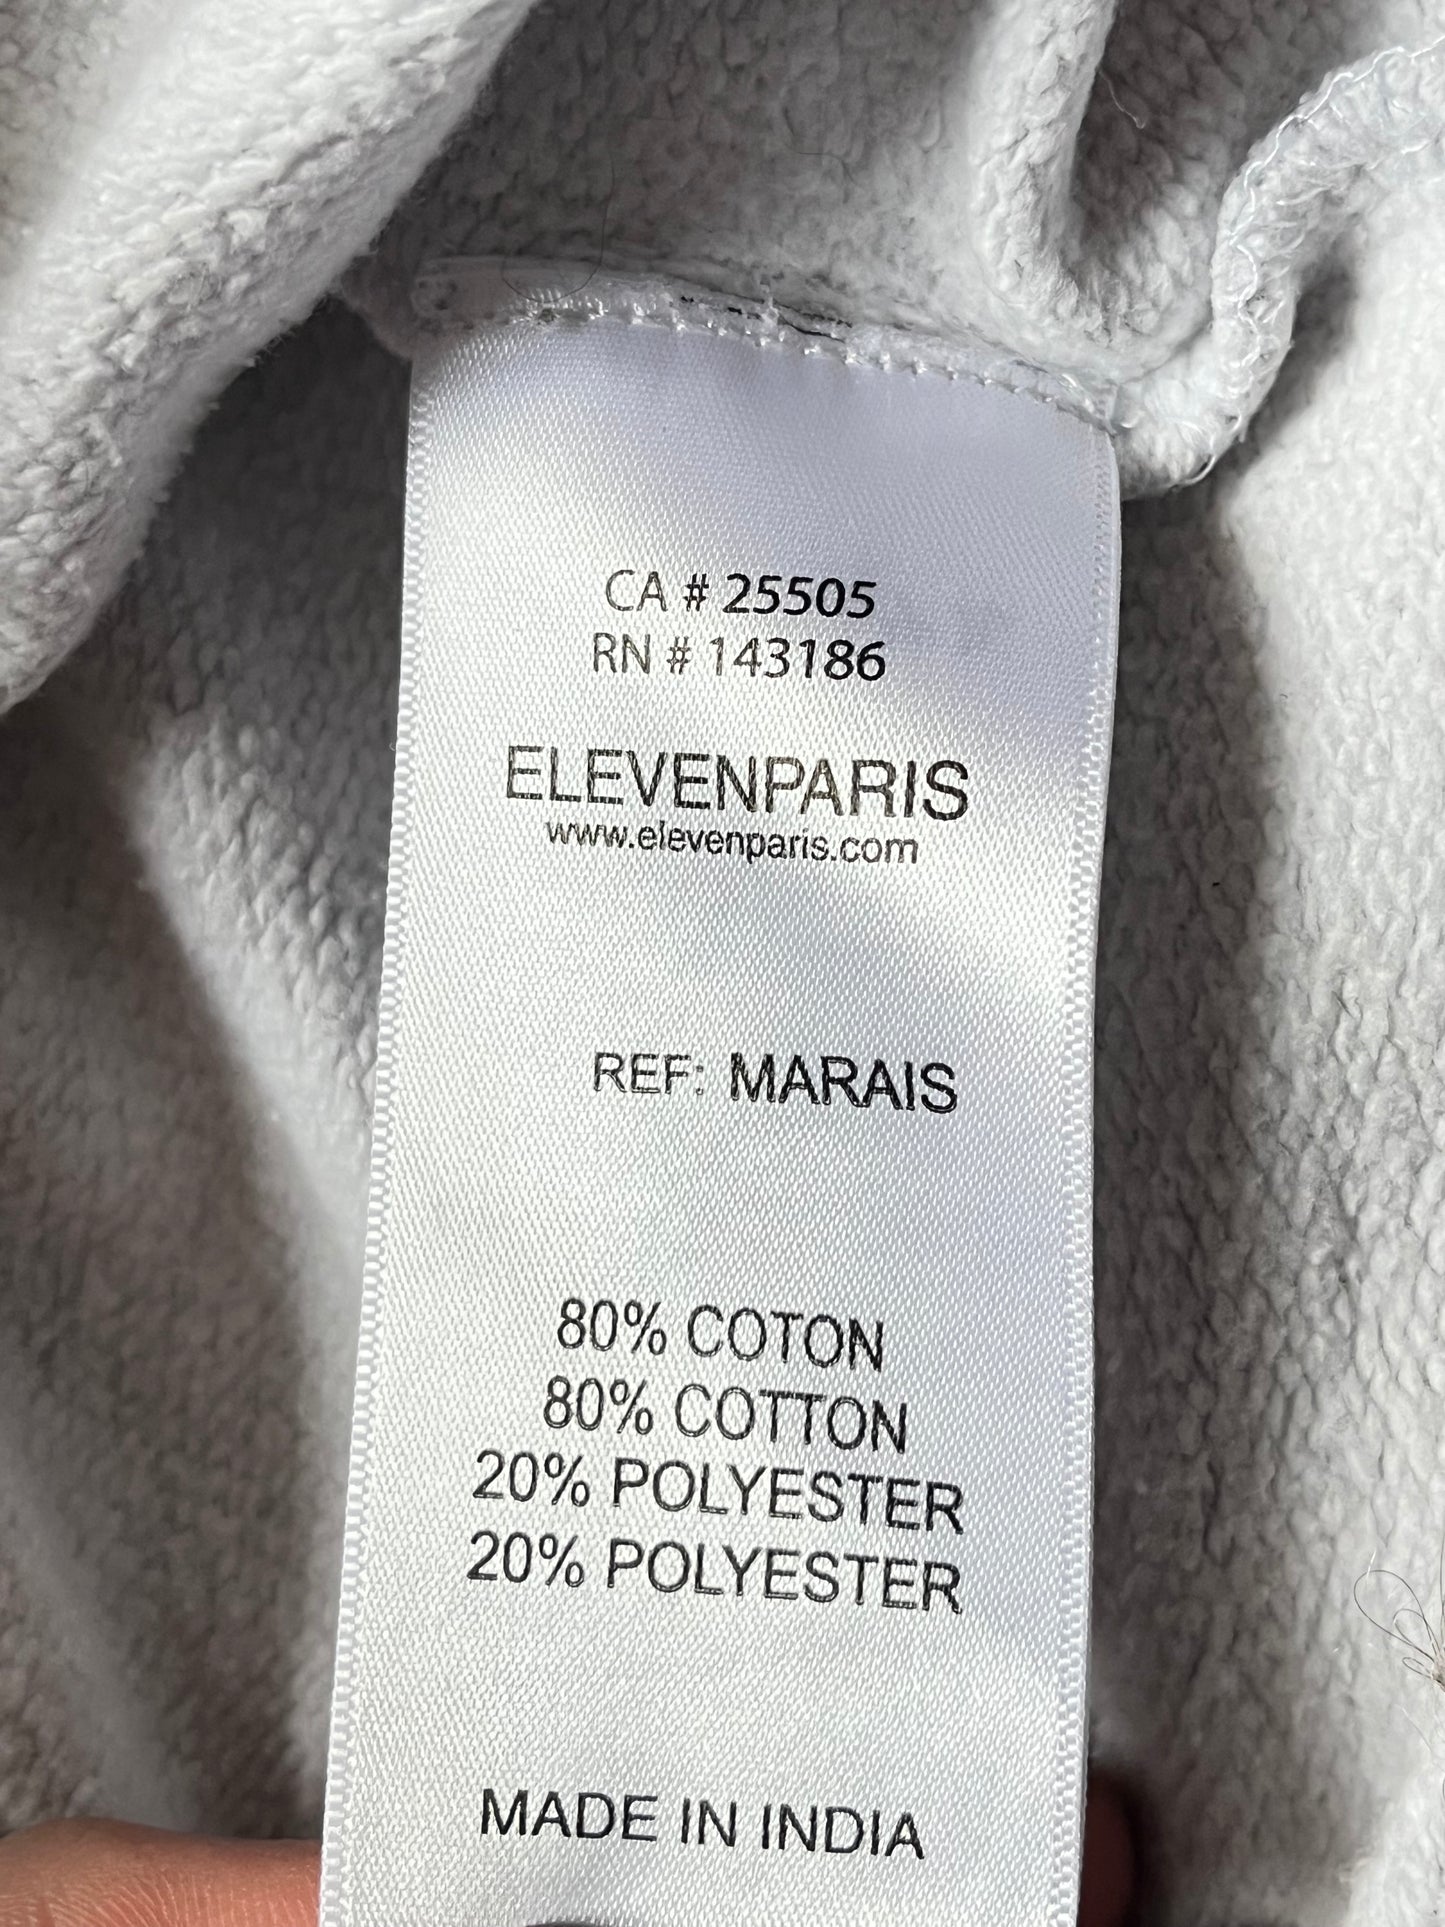 CA # 25505
RN # 143186
ELEVENPARIS
www.elevenparis.com
REF: MARAIS
80% COTON
80% COTTON
20% POLYESTER
20% POLYESTER
MADE IN INDIA